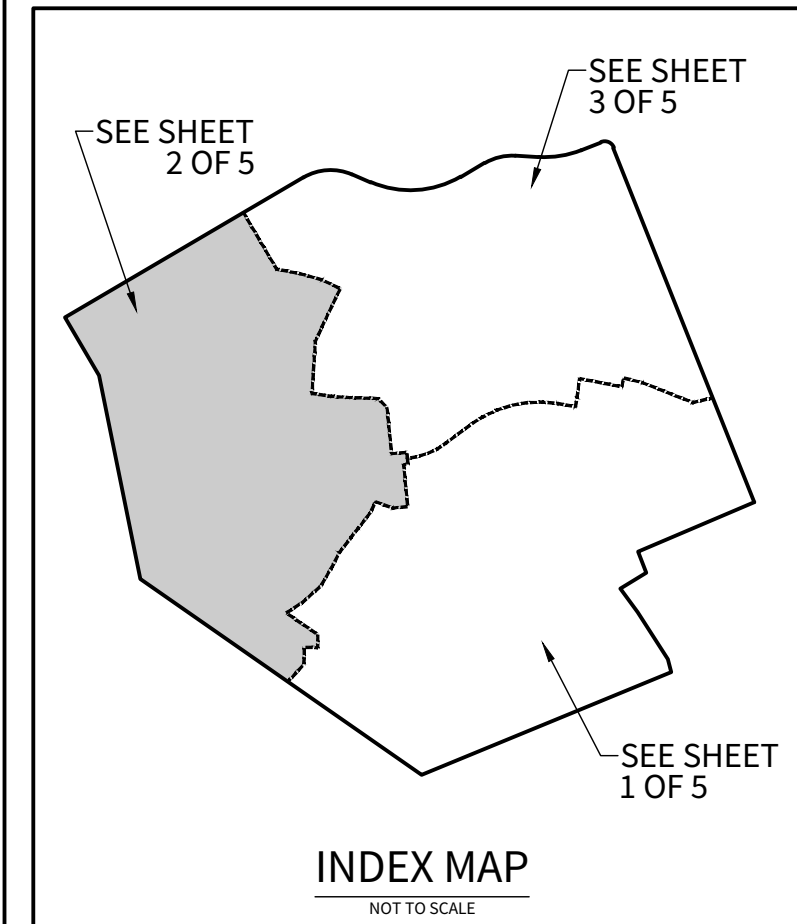 SEE SHEET
3 OF 5
SEE SHEET
2 OF 5
SEE SHEET
1 OF 5
INDEX MAP
NOT TO SCALE